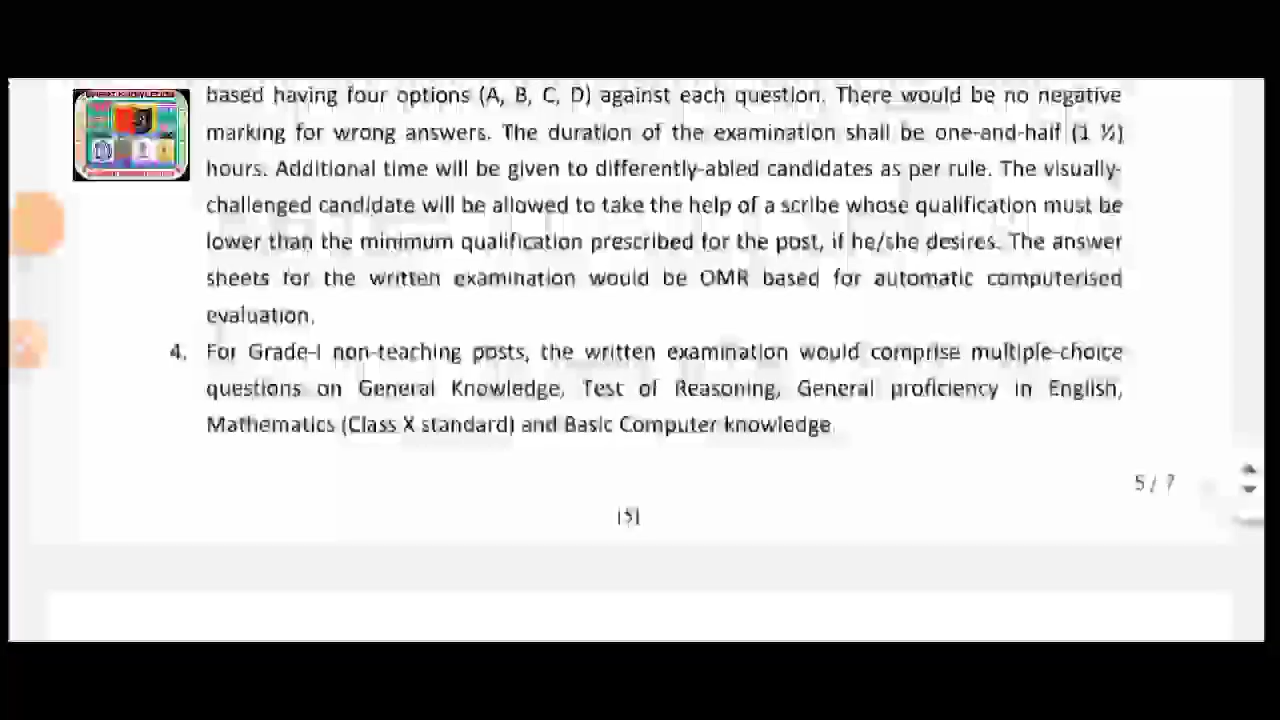 based having four options (A, B, C, D) against each question. There would be no negative
marking for wrong answers. The duration of the examination shall be one-and-half (1 ½)
hours. Additional time will be given to differently-abled candidates as per rule. The visually-
challenged candidate will be allowed to take the help of a scribe whose qualification must be
lower than the minimum qualification prescribed for the post, if he/she desires. The answer
sheets for the written examination would be OMR based for automatic computerised
evaluation.
4. For Grade-I non-teaching posts, the written examination would comprise multiple-choice
questions on General Knowledge, Test of Reasoning, General proficiency in English,
Mathematics (Class X standard) and Basic Computer knowledge.
5 / 7
[5]